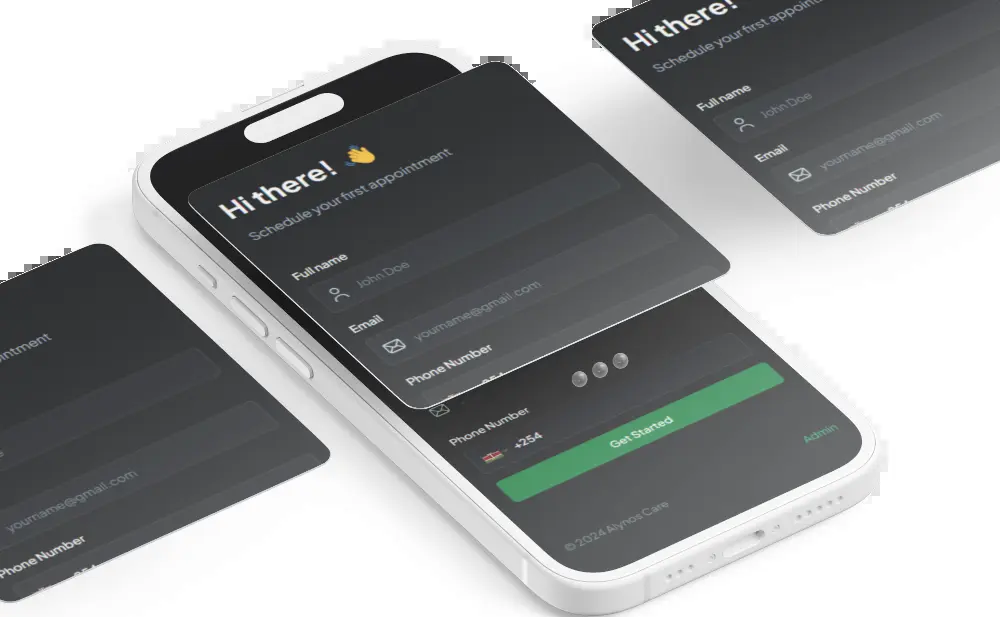 Hi there! 👋
Schedule your first appointment
Full name
John Doe
Email
yourname@gmail.com
Phone Number
Phone Number
+254
Get Started
Admin
© 2024 Alynos Care
Hi there!
Schedule your first
Full name
John Doe
Email
yourname@gmail.com
Phone Number
yourname@gmail.com
Phone Number